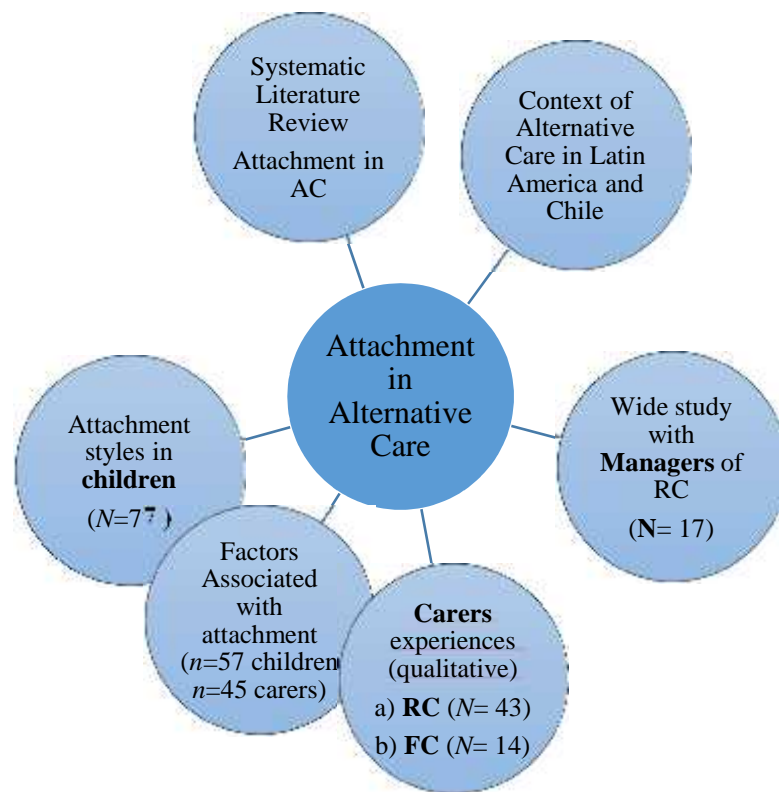 Systematic
Literature
Review
Attachment in
AC
Context of
Alternative
Care in Latin
America and
Chile
Attachment
in
Alternative
Care
Wide study
with
Managers of
RC
(N= 17)
Carers
experiences
(qualitative)
a) RC (N= 43)
b) FC (N= 14)
Factors
Associated
with
attachment
(n=57 children
n=45 carers)
Attachment
styles in
children